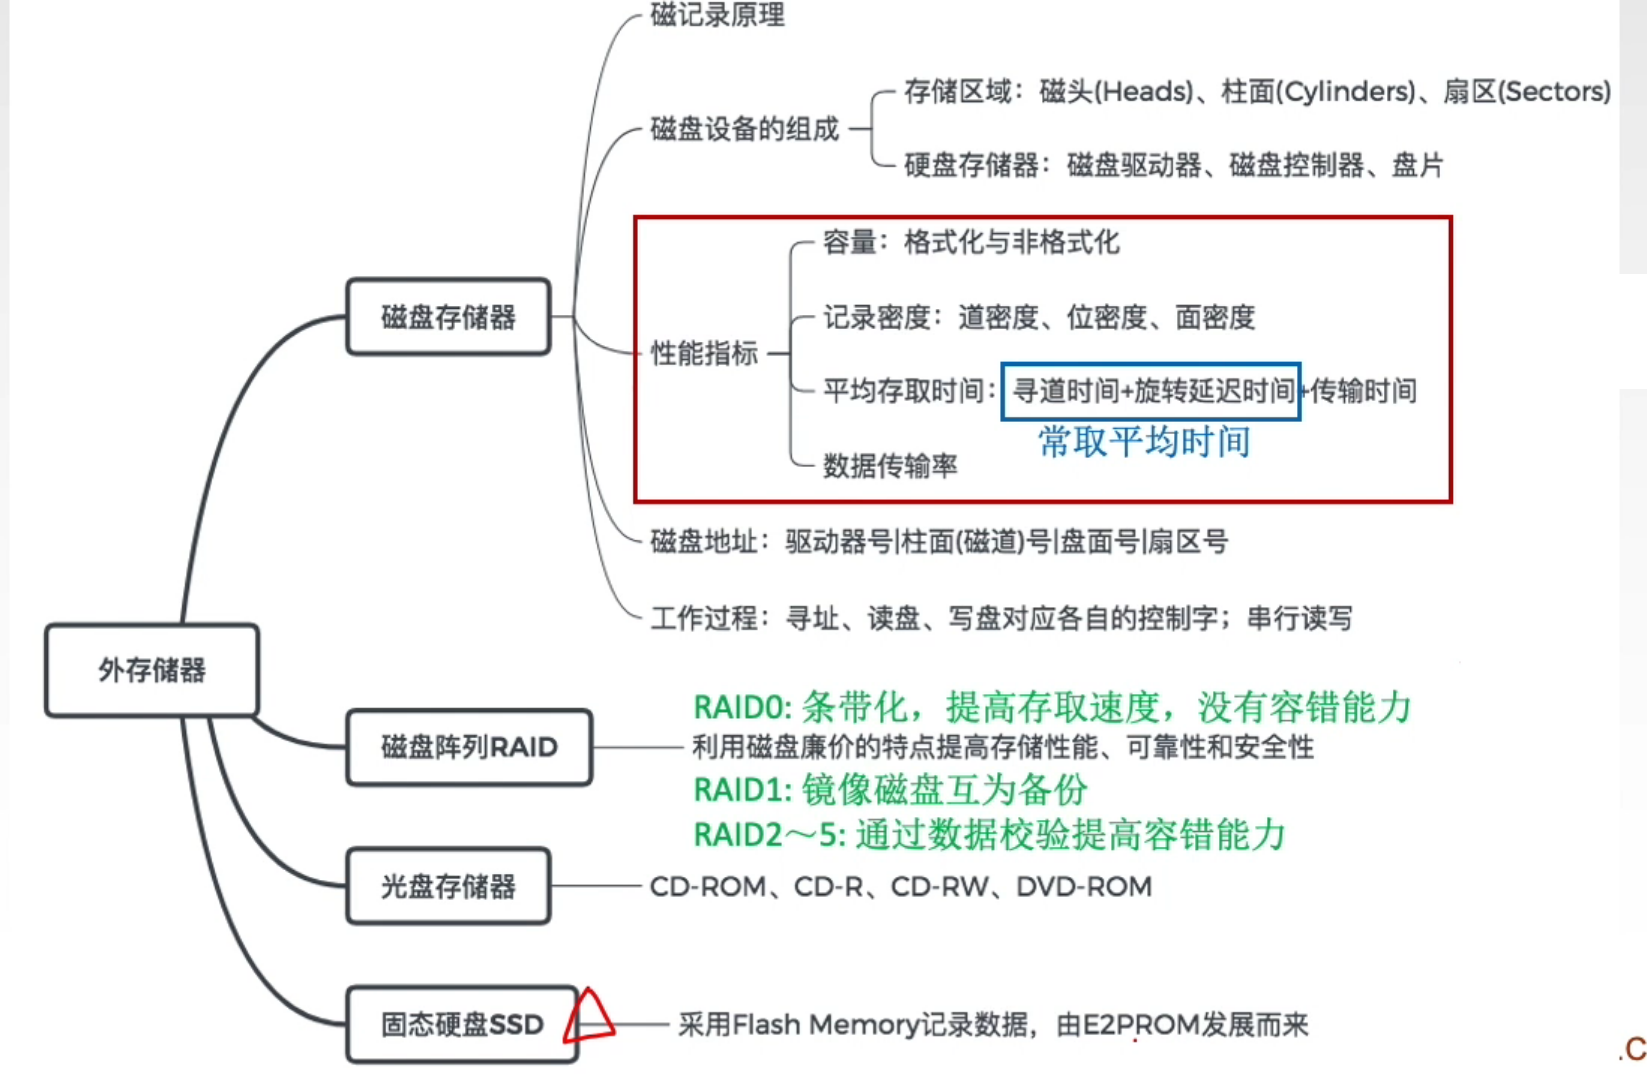 磁记录原理
存储区域：磁头(Heads)、柱面(Cylinders)、扇区(Sectors)
磁盘设备的组成
硬盘存储器：磁盘驱动器、磁盘控制器、盘片
容量：格式化与非格式化
磁盘存储器
记录密度：道密度、位密度、面密度
性能指标
平均存取时间：寻道时间+旋转延迟时间+传输时间
常取平均时间
数据传输率
磁盘地址：驱动器号|柱面(磁道)号|盘面号|扇区号
工作过程：寻址、读盘、写盘对应各自的控制字；串行读写
外存储器
RAID0: 条带化，提高存取速度，没有容错能力
磁盘阵列RAID
利用磁盘廉价的特点提高存储性能、可靠性和安全性
RAID1: 镜像磁盘互为备份
RAID2～5: 通过数据校验提高容错能力
光盘存储器
CD-ROM、CD-R、CD-RW、DVD-ROM
固态硬盘SSD
采用Flash Memory记录数据，由E2PROM发展而来
.C